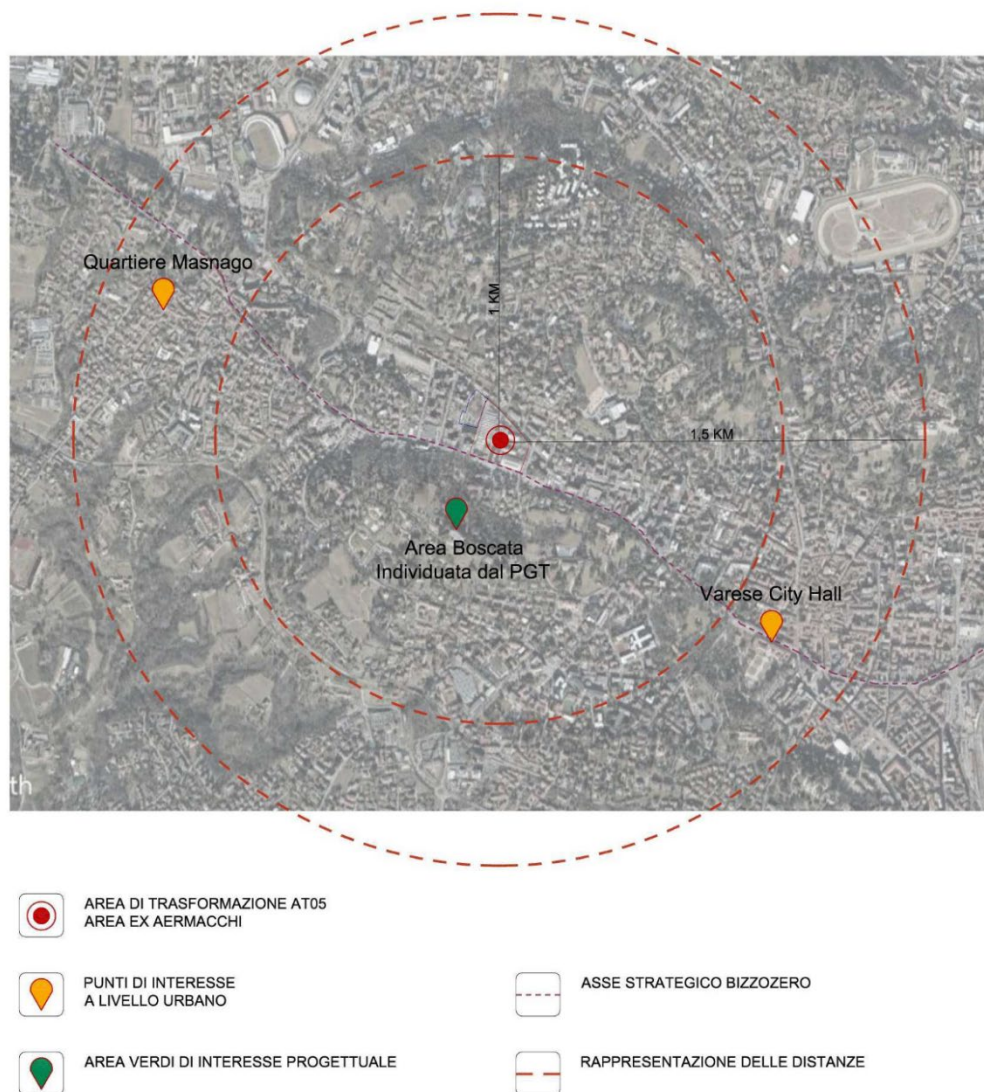 Quartiere Masnago
1 KM
1,5 KM
Area Boscata
Individuata dal PGT
Varese City Hall
th
AREA DI TRASFORMAZIONE AT05
AREA EX AERMACCHI
PUNTI DI INTERESSE
A LIVELLO URBANO
ASSE STRATEGICO BIZZOZERO
AREA VERDI DI INTERESSE PROGETTUALE
RAPPRESENTAZIONE DELLE DISTANZE